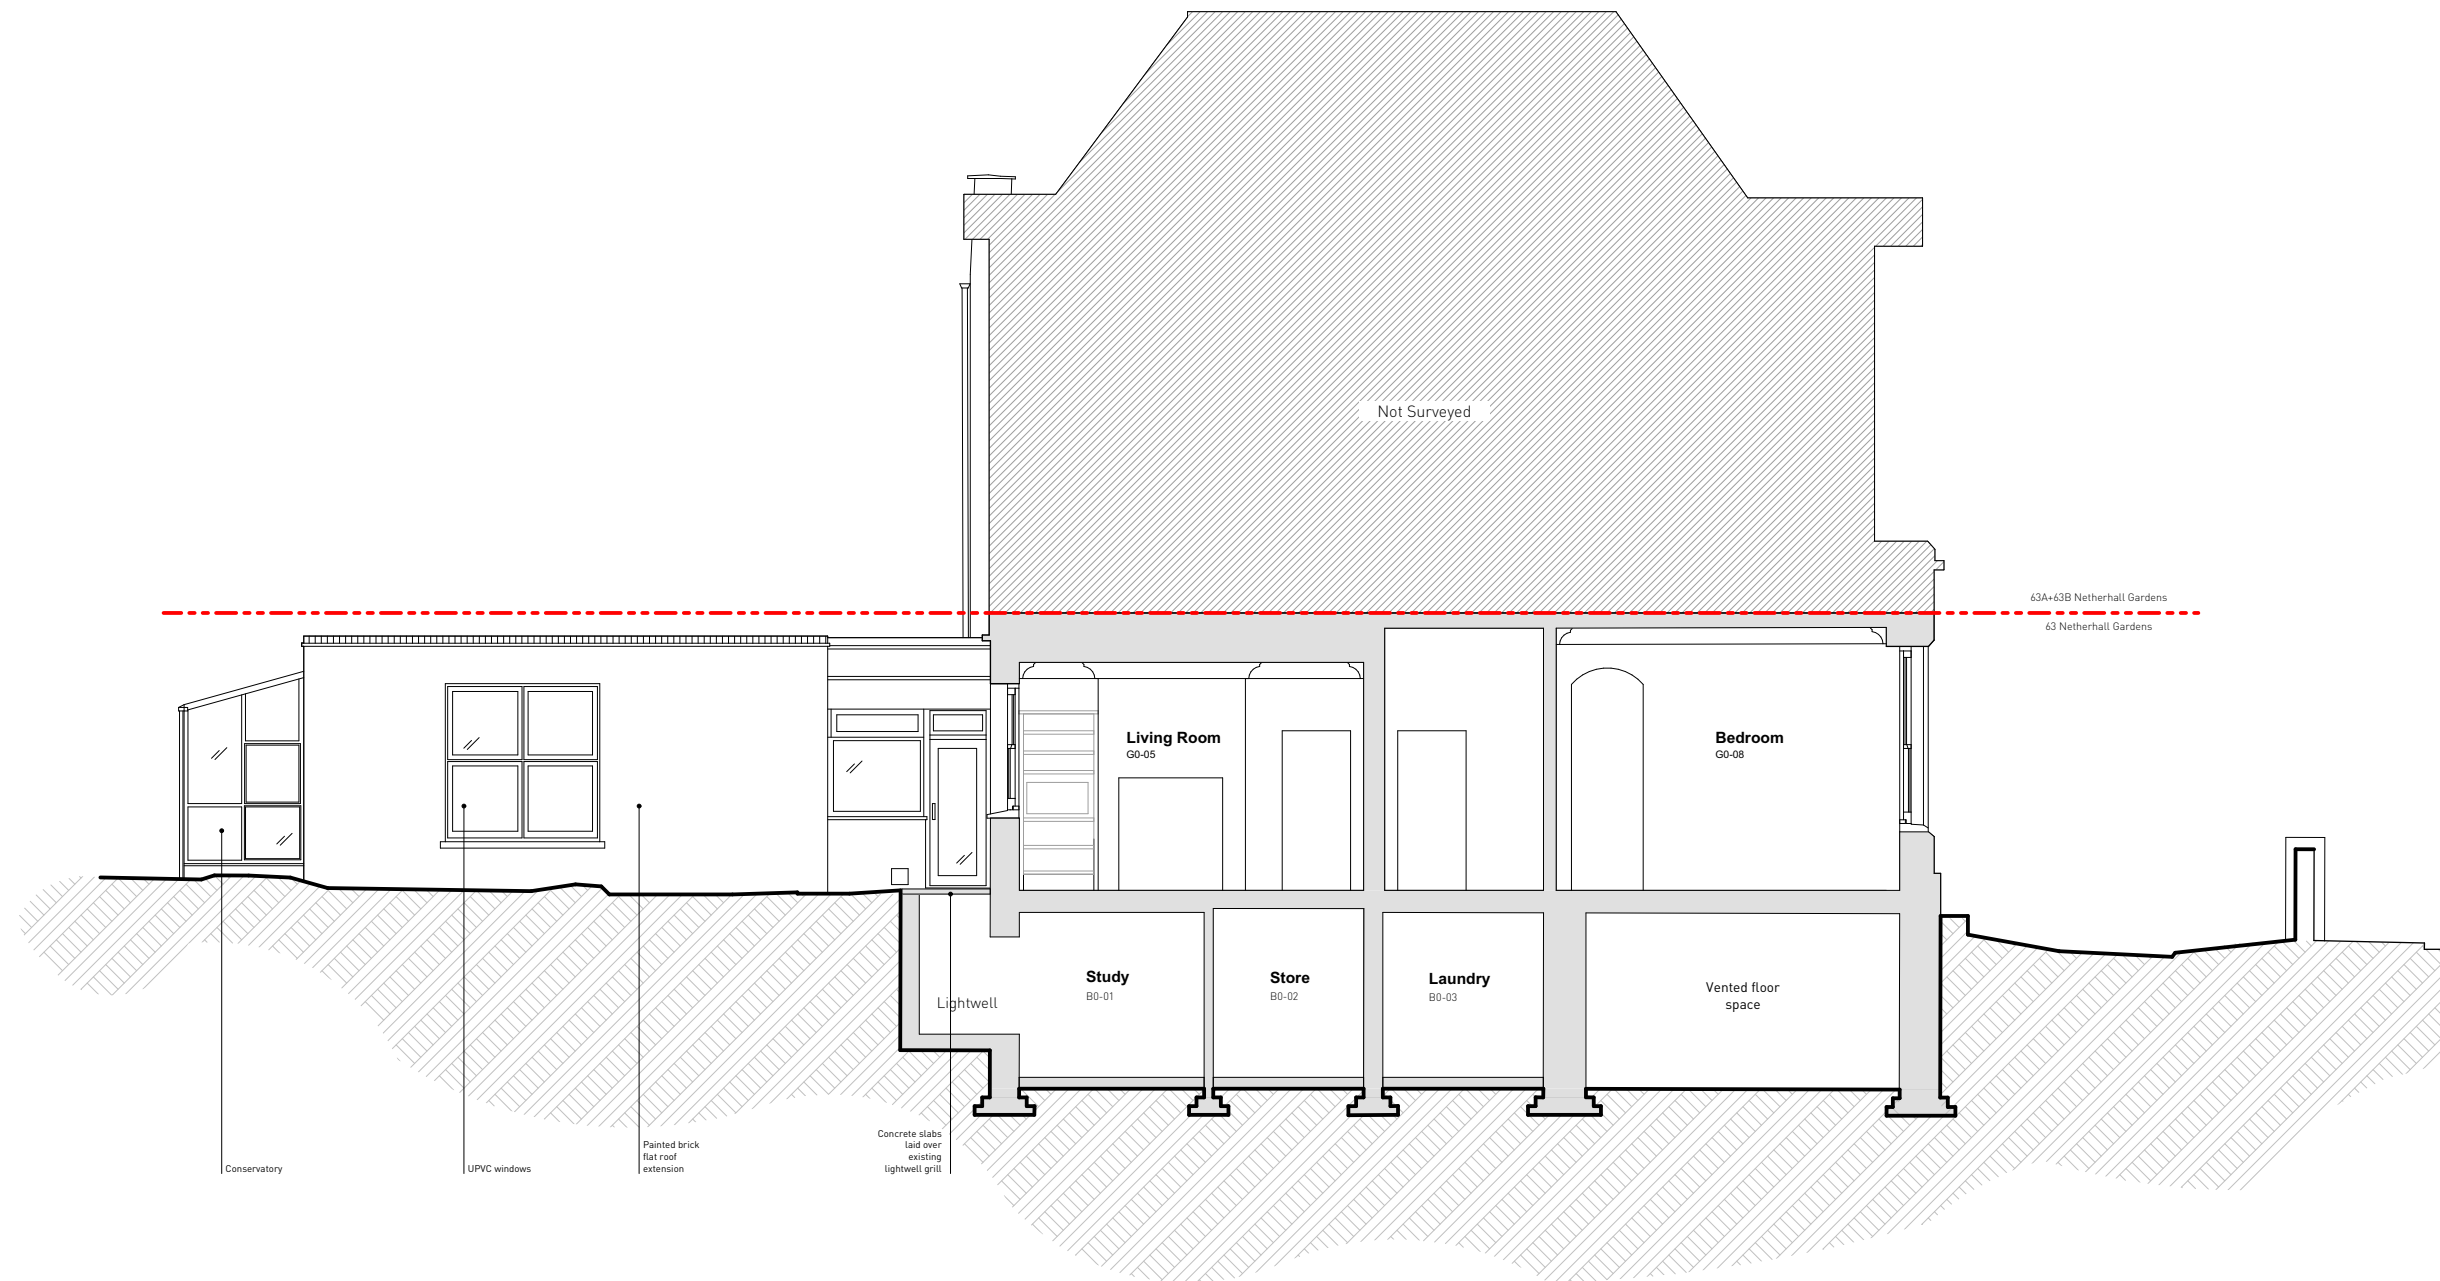 Not Surveyed
63A+63B Netherhall Gardens
63 Netherhall Gardens
Living Room
G0-05
Bedroom
G0-08
Study
B0-01
Store
B0-02
Laundry
B0-03
Vented floor
space
Lightwell
Conservatory
UPVC windows
Painted brick
flat roof
extension
Concrete slabs
laid over
existing
lightwell grill